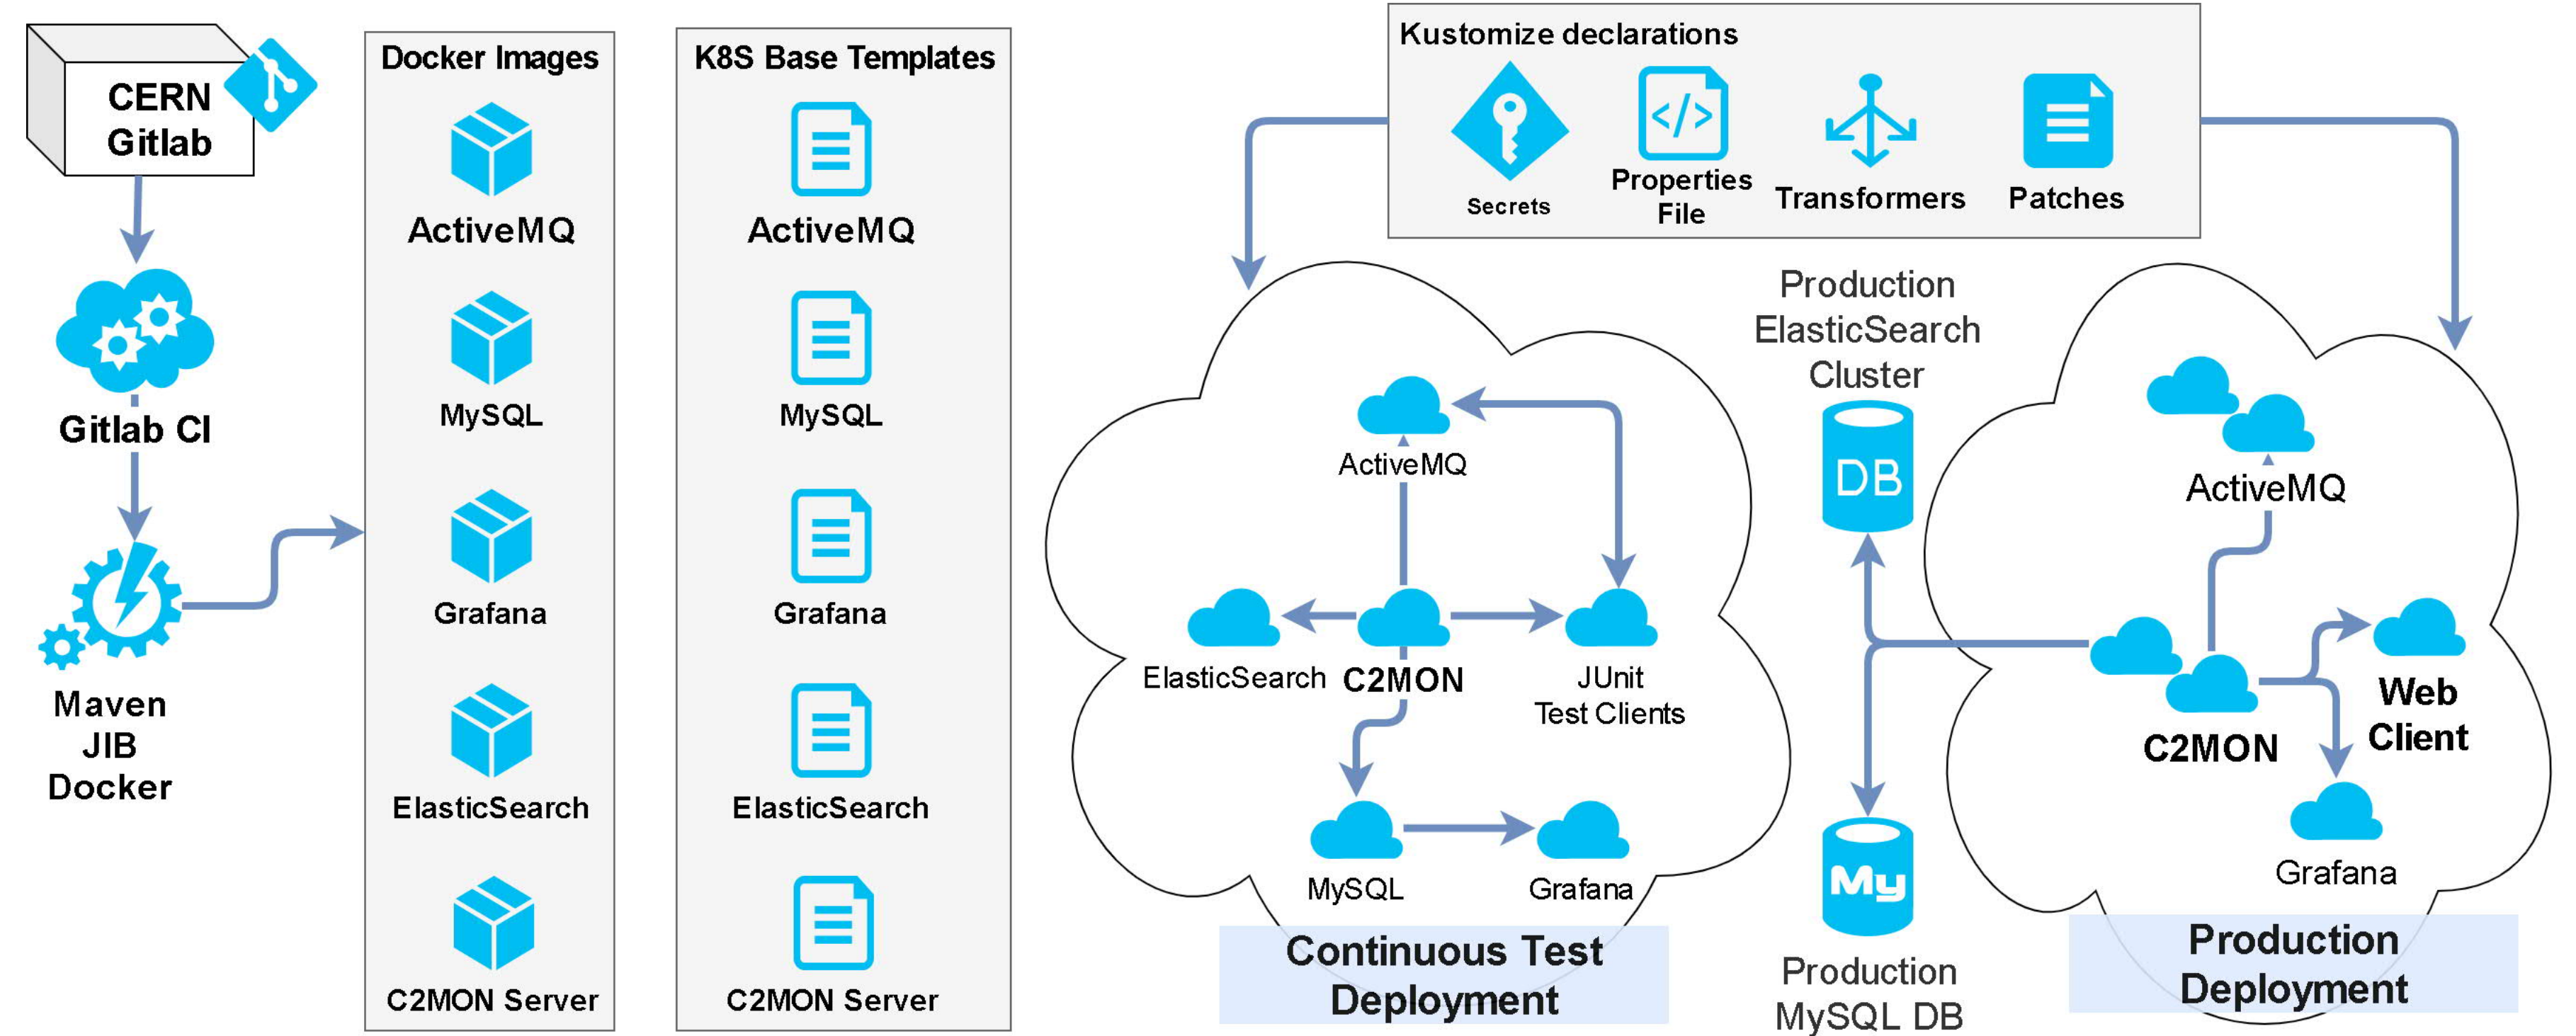 CERN
Gitlab
Gitlab CI
Maven
JIB
Docker
Docker Images
ActiveMQ
MySQL
Grafana
ElasticSearch
C2MON Server
K8S Base Templates
ActiveMQ
MySQL
Grafana
ElasticSearch
C2MON Server
Kustomize declarations
Secrets
</>
Properties
File
Transformers
Patches
ActiveMQ
ElasticSearch
C2MON
JUnit
Test Clients
MySQL
Grafana
Continuous Test
Deployment
Production
ElasticSearch
Cluster
DB
My
Production
MySQL DB
ActiveMQ
C2MON
Web
Client
Grafana
Production
Deployment